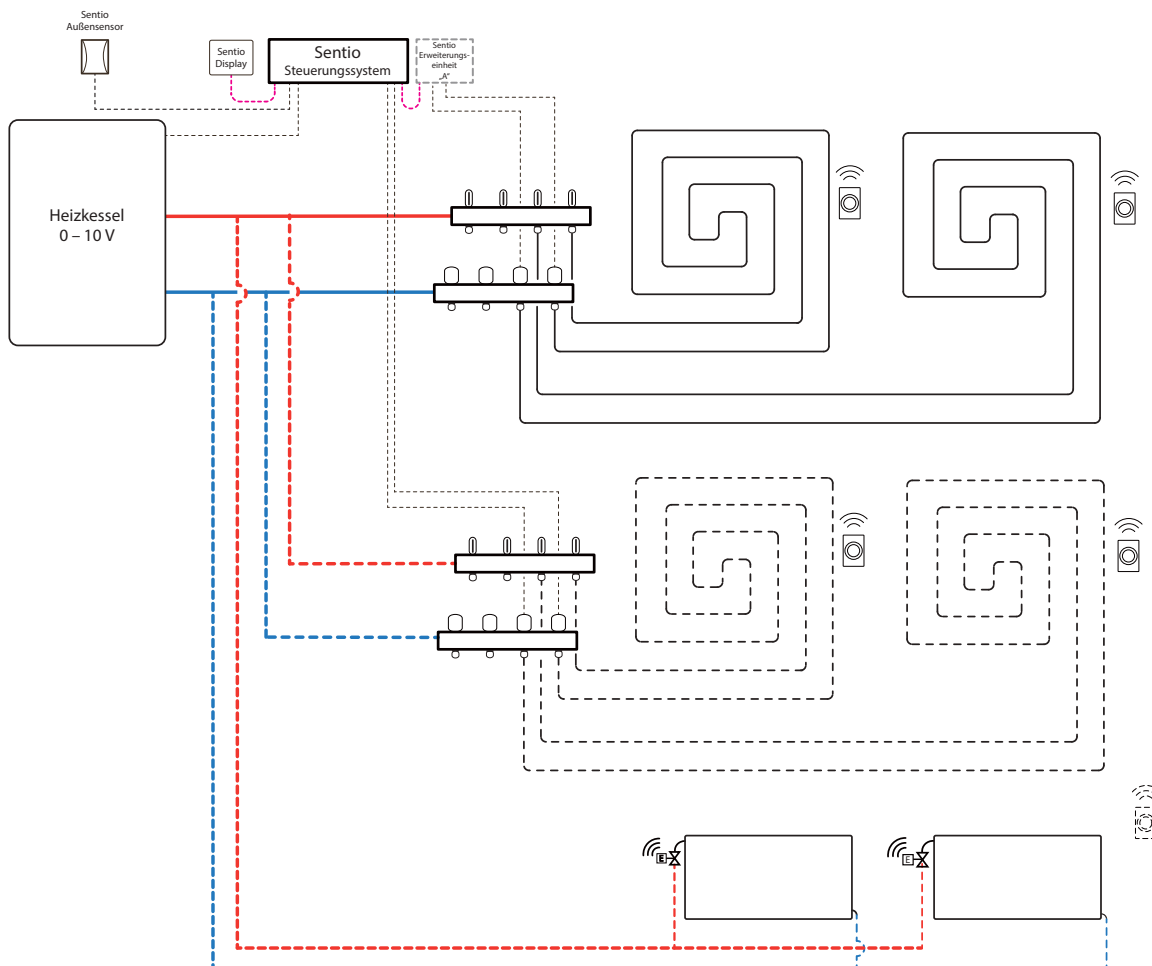 Sentio
Außensensor
Sentio
Display
Sentio
Steuerungssystem
Sentio
Erweiterungs-
einheit
„A“
Heizkessel
0 – 10 V
E
E